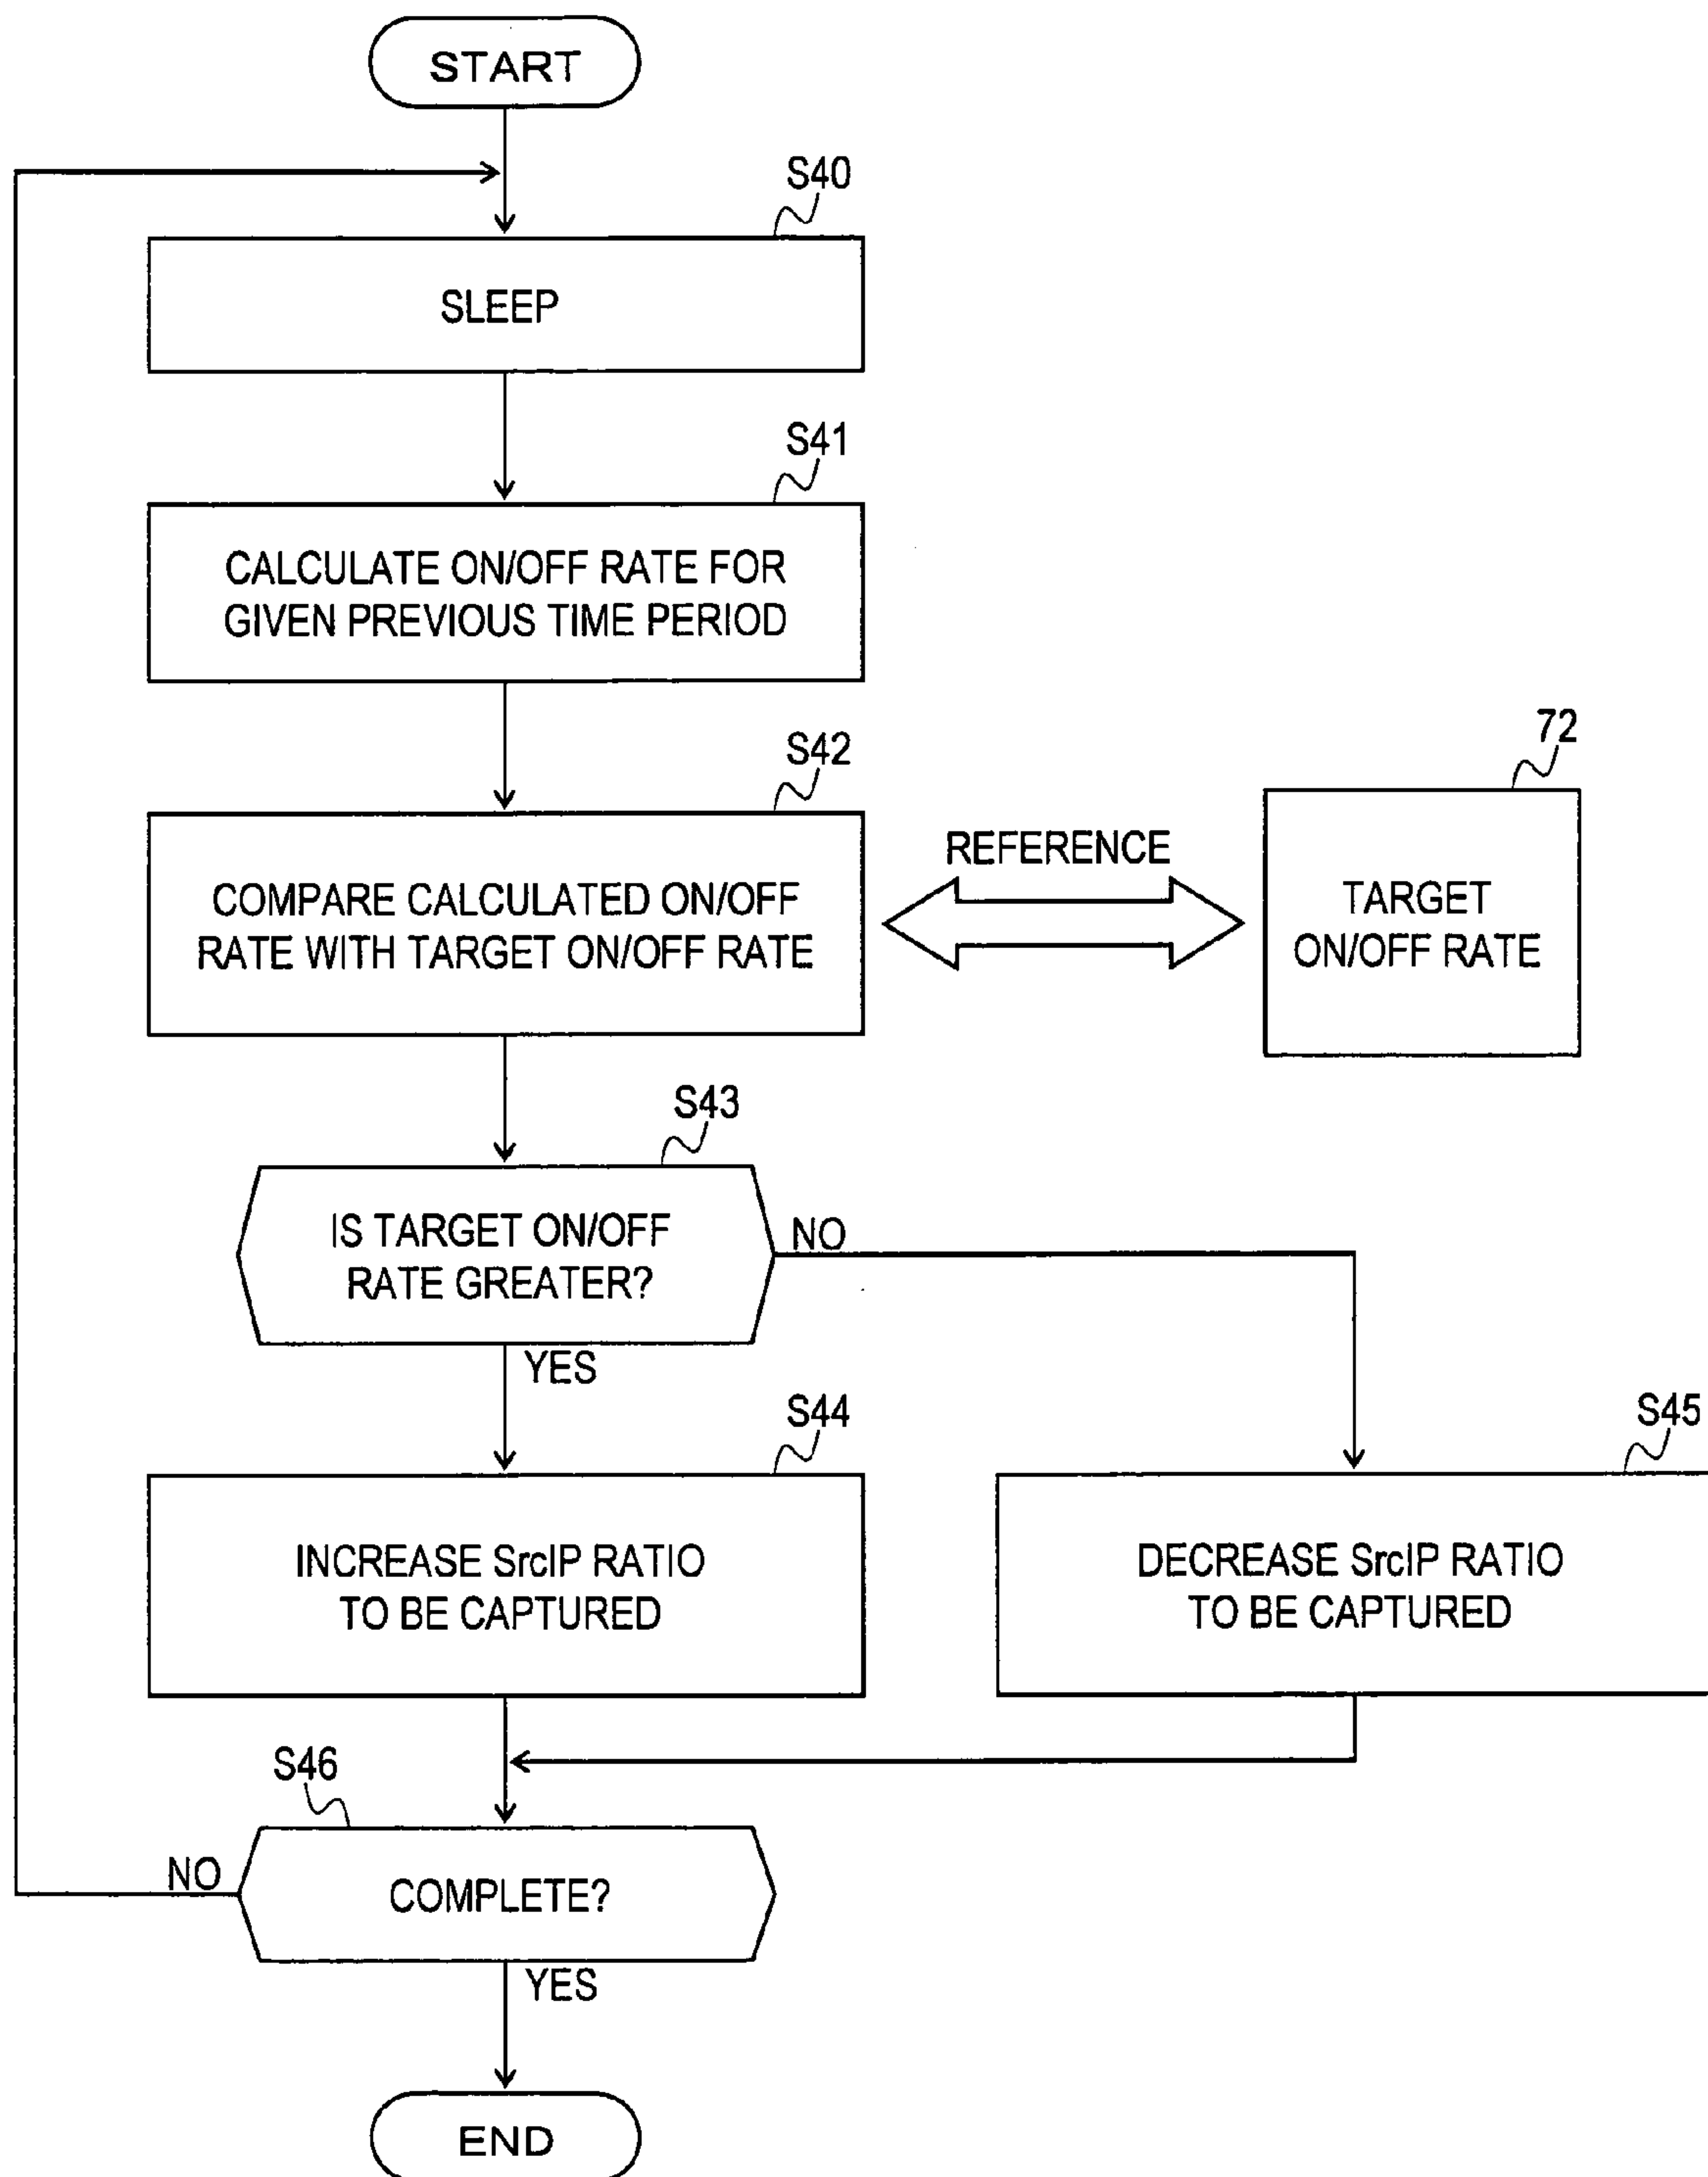 START
S40
SLEEP
S41
CALCULATE ON/OFF RATE FOR
GIVEN PREVIOUS TIME PERIOD
S42
COMPARE CALCULATED ON/OFF
RATE WITH TARGET ON/OFF RATE
REFERENCE
72
TARGET
ON/OFF RATE
S43
IS TARGET ON/OFF
RATE GREATER?
NO
YES
S44
INCREASE SrcIP RATIO
TO BE CAPTURED
S45
DECREASE SrcIP RATIO
TO BE CAPTURED
S46
COMPLETE?
NO
YES
END